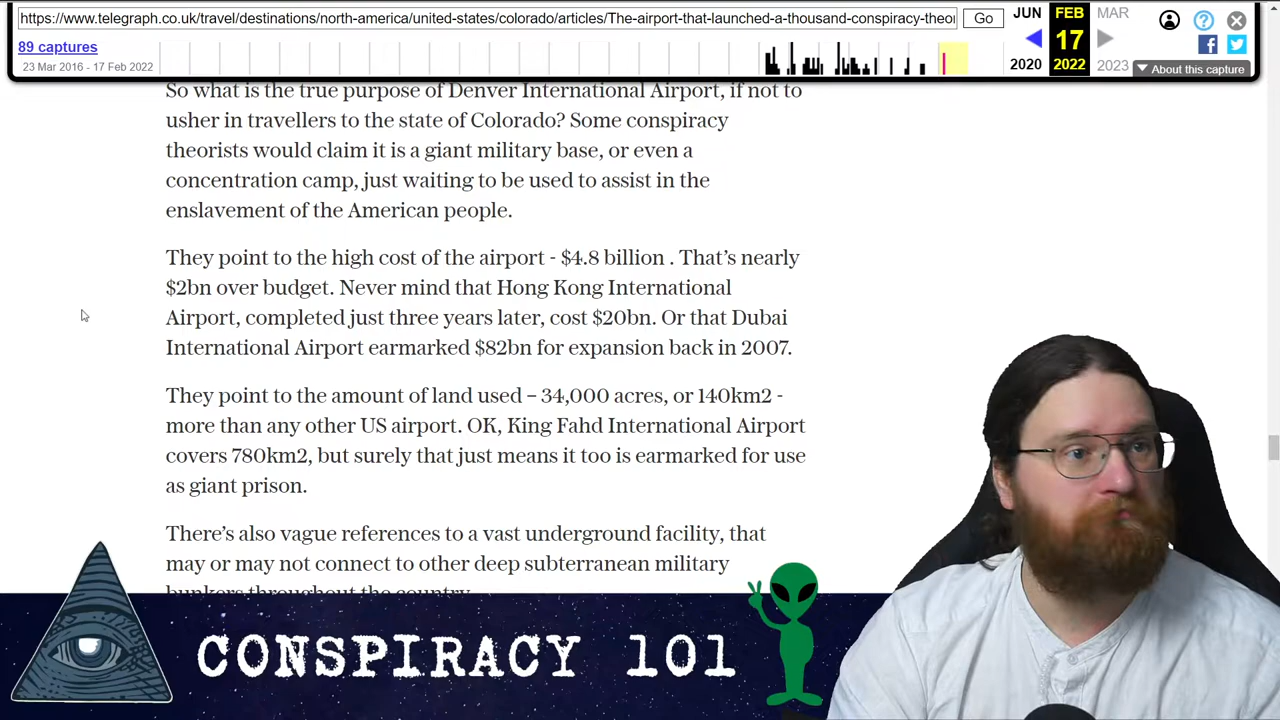 https://www.telegraph.co.uk/travel/destinations/north-america/united-states/colorado/articles/The-airport-that-launched-a-thousand-conspiracy-theo
Go
JUN FEB MAR
89 captures
17
23 Mar 2016 - 17 Feb 2022
2020 2022 2023
About this capture
So what is the true purpose of Denver International Airport, if not to
usher in travellers to the state of Colorado? Some conspiracy
theorists would claim it is a giant military base, or even a
concentration camp, just waiting to be used to assist in the
enslavement of the American people.
They point to the high cost of the airport - $4.8 billion . That’s nearly
$2bn over budget. Never mind that Hong Kong International
Airport, completed just three years later, cost $20bn. Or that Dubai
International Airport earmarked $82bn for expansion back in 2007.
They point to the amount of land used – 34,000 acres, or 140km2 -
more than any other US airport. OK, King Fahd International Airport
covers 780km2, but surely that just means it too is earmarked for use
as giant prison.
There’s also vague references to a vast underground facility, that
may or may not connect to other deep subterranean military
bunkers throughout the country.
CONSPIRACY 101